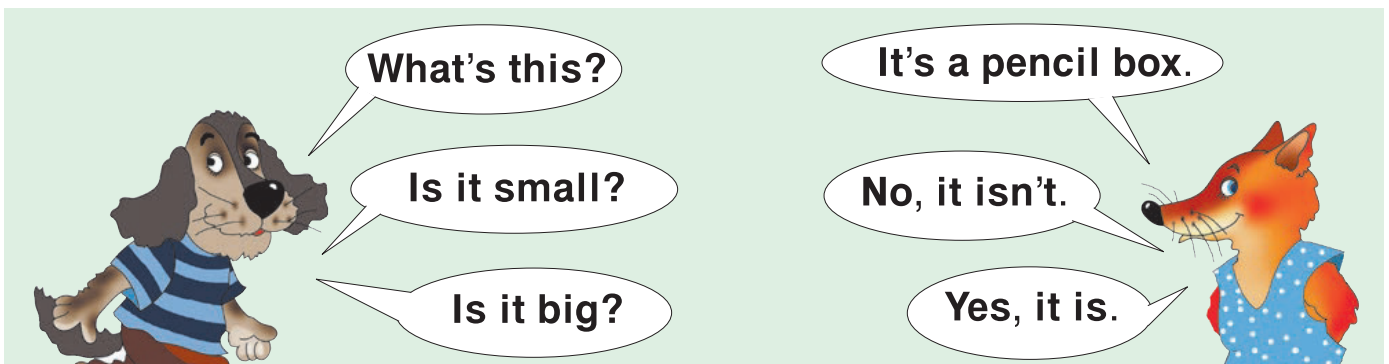 What's this?
It's a pencil box.
Is it small?
No, it isn't.
Is it big?
Yes, it is.